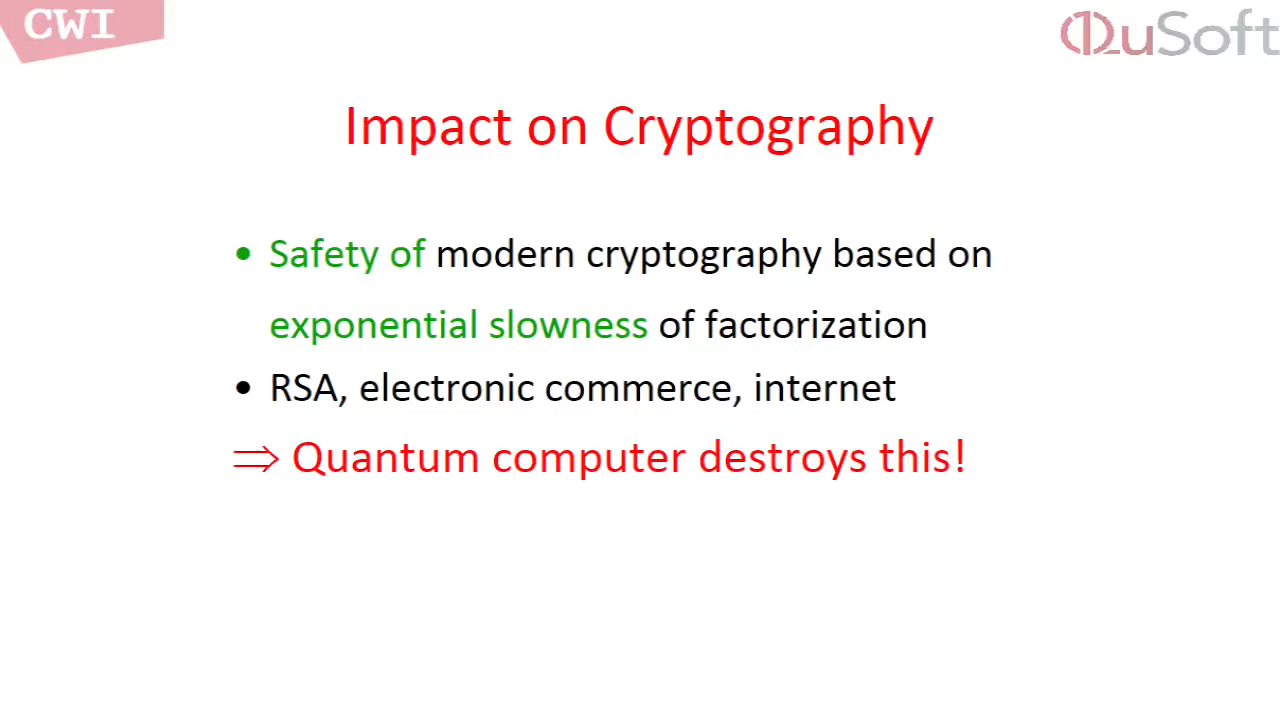 CWI
QuSoft
Impact on Cryptography
• Safety of modern cryptography based on
exponential slowness of factorization
• RSA, electronic commerce, internet
⇒ Quantum computer destroys this!